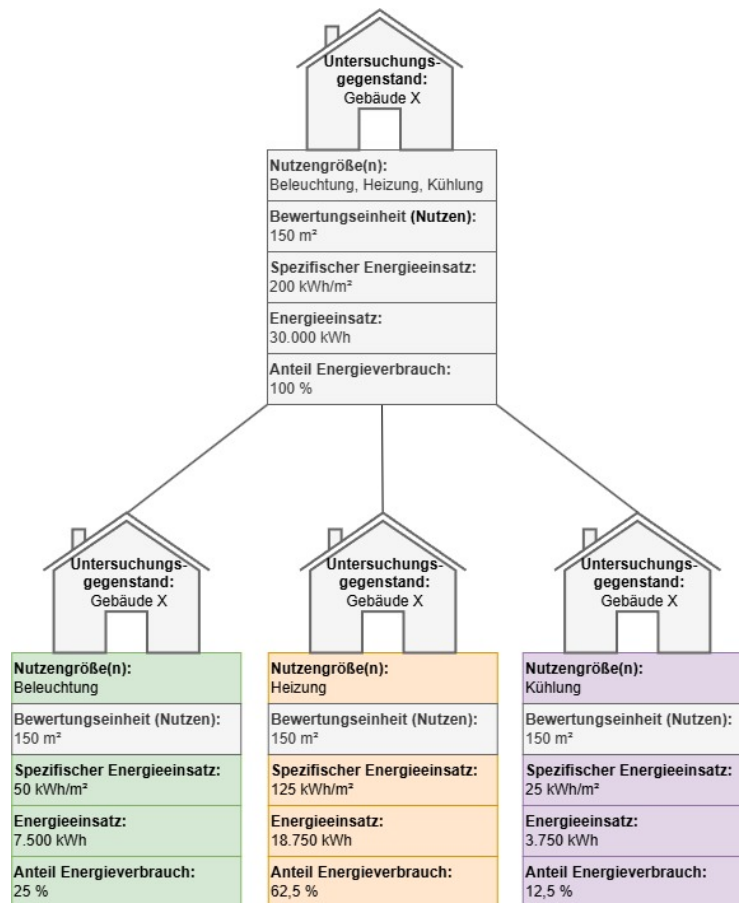 Untersuchungs-
gegenstand:
Gebäude X
Nutzengröße(n):
Beleuchtung, Heizung, Kühlung
Bewertungseinheit (Nutzen):
150 m²
Spezifischer Energieeinsatz:
200 kWh/m²
Energieeinsatz:
30.000 kWh
Anteil Energieverbrauch:
100 %
Untersuchungs-
gegenstand:
Gebäude X
Nutzengröße(n):
Beleuchtung
Bewertungseinheit (Nutzen):
150 m²
Spezifischer Energieeinsatz:
50 kWh/m²
Energieeinsatz:
7.500 kWh
Anteil Energieverbrauch:
25 %
Untersuchungs-
gegenstand:
Gebäude X
Nutzengröße(n):
Heizung
Bewertungseinheit (Nutzen):
150 m²
Spezifischer Energieeinsatz:
125 kWh/m²
Energieeinsatz:
18.750 kWh
Anteil Energieverbrauch:
62,5 %
Untersuchungs-
gegenstand:
Gebäude X
Nutzengröße(n):
Kühlung
Bewertungseinheit (Nutzen):
150 m²
Spezifischer Energieeinsatz:
25 kWh/m²
Energieeinsatz:
3.750 kWh
Anteil Energieverbrauch:
12,5 %